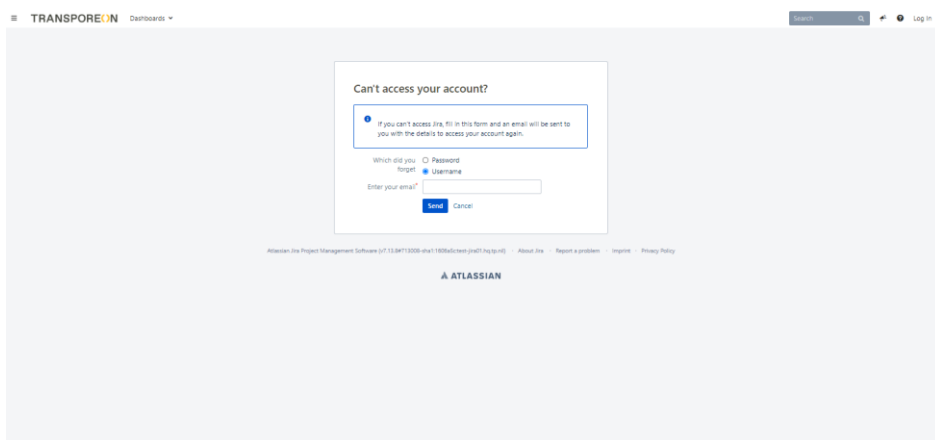 TRANSPOREON Dashboards Search Log In
Can't access your account?
If you can't access Jira, fill in this form and an email will be sent to
you with the details to access your account again.
Which did you forget
Password
Username
Enter your email*
Send Cancel
Atlassian Jira Project Management Software · About Jira · Report a problem · Imprint · Privacy Policy
ATLASSIAN